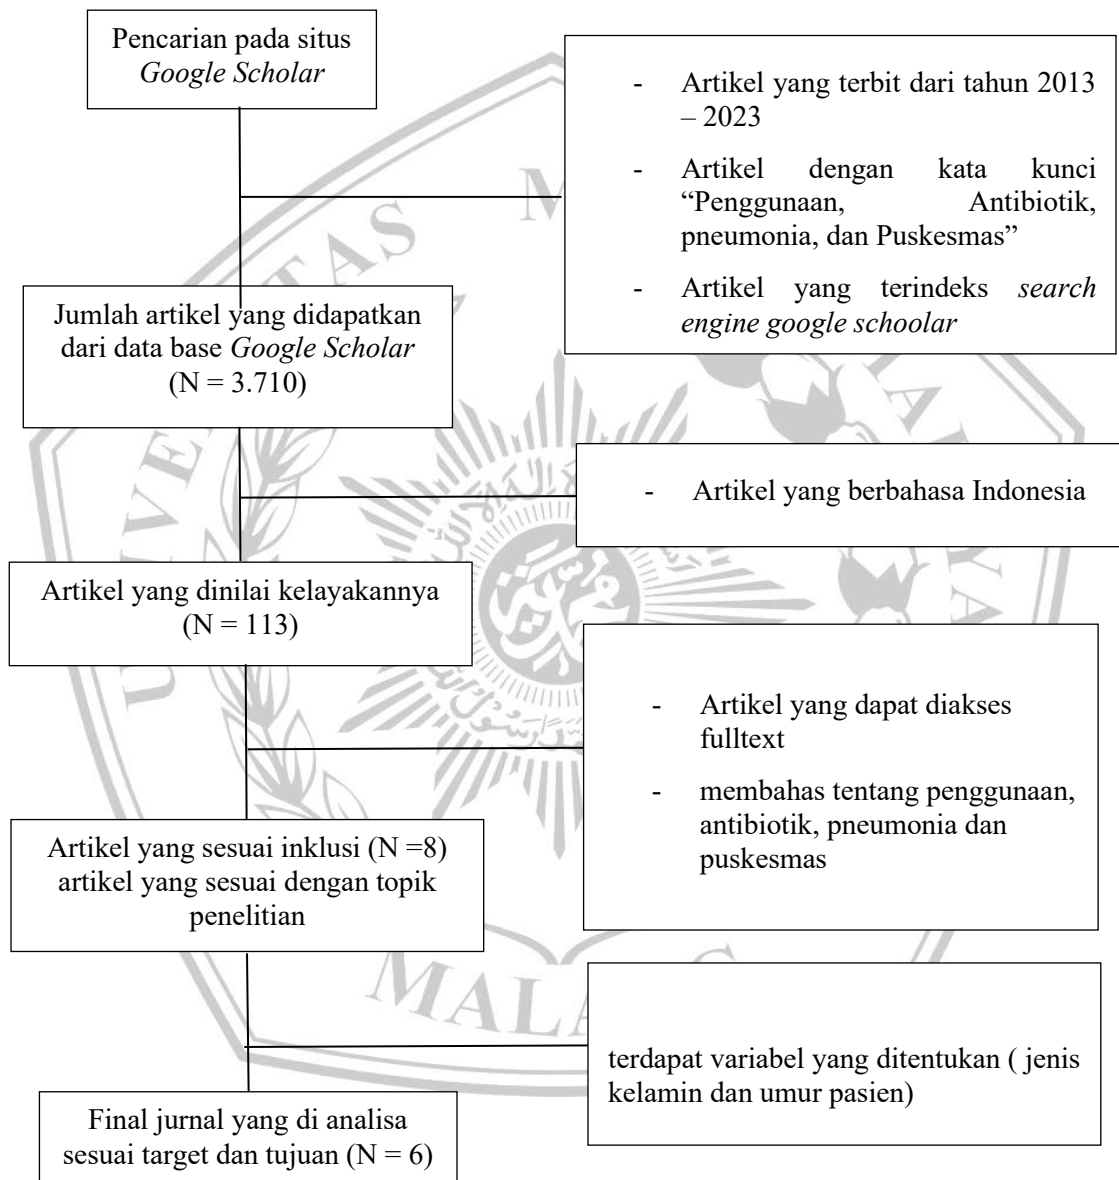 Pencarian pada situs
Google Scholar
- Artikel yang terbit dari tahun 2013
– 2023
- Artikel dengan kata kunci
“Penggunaan, Antibiotik,
pneumonia, dan Puskesmas”
- Artikel yang terindeks search
engine google schoolar
Jumlah artikel yang didapatkan
dari data base Google Scholar
(N = 3.710)
- Artikel yang berbahasa Indonesia
Artikel yang dinilai kelayakannya
(N = 113)
- Artikel yang dapat diakses
fulltext
- membahas tentang penggunaan,
antibiotik, pneumonia dan
puskesmas
Artikel yang sesuai inklusi (N =8)
artikel yang sesuai dengan topik
penelitian
terdapat variabel yang ditentukan ( jenis
kelamin dan umur pasien)
Final jurnal yang di analisa
sesuai target dan tujuan (N = 6)